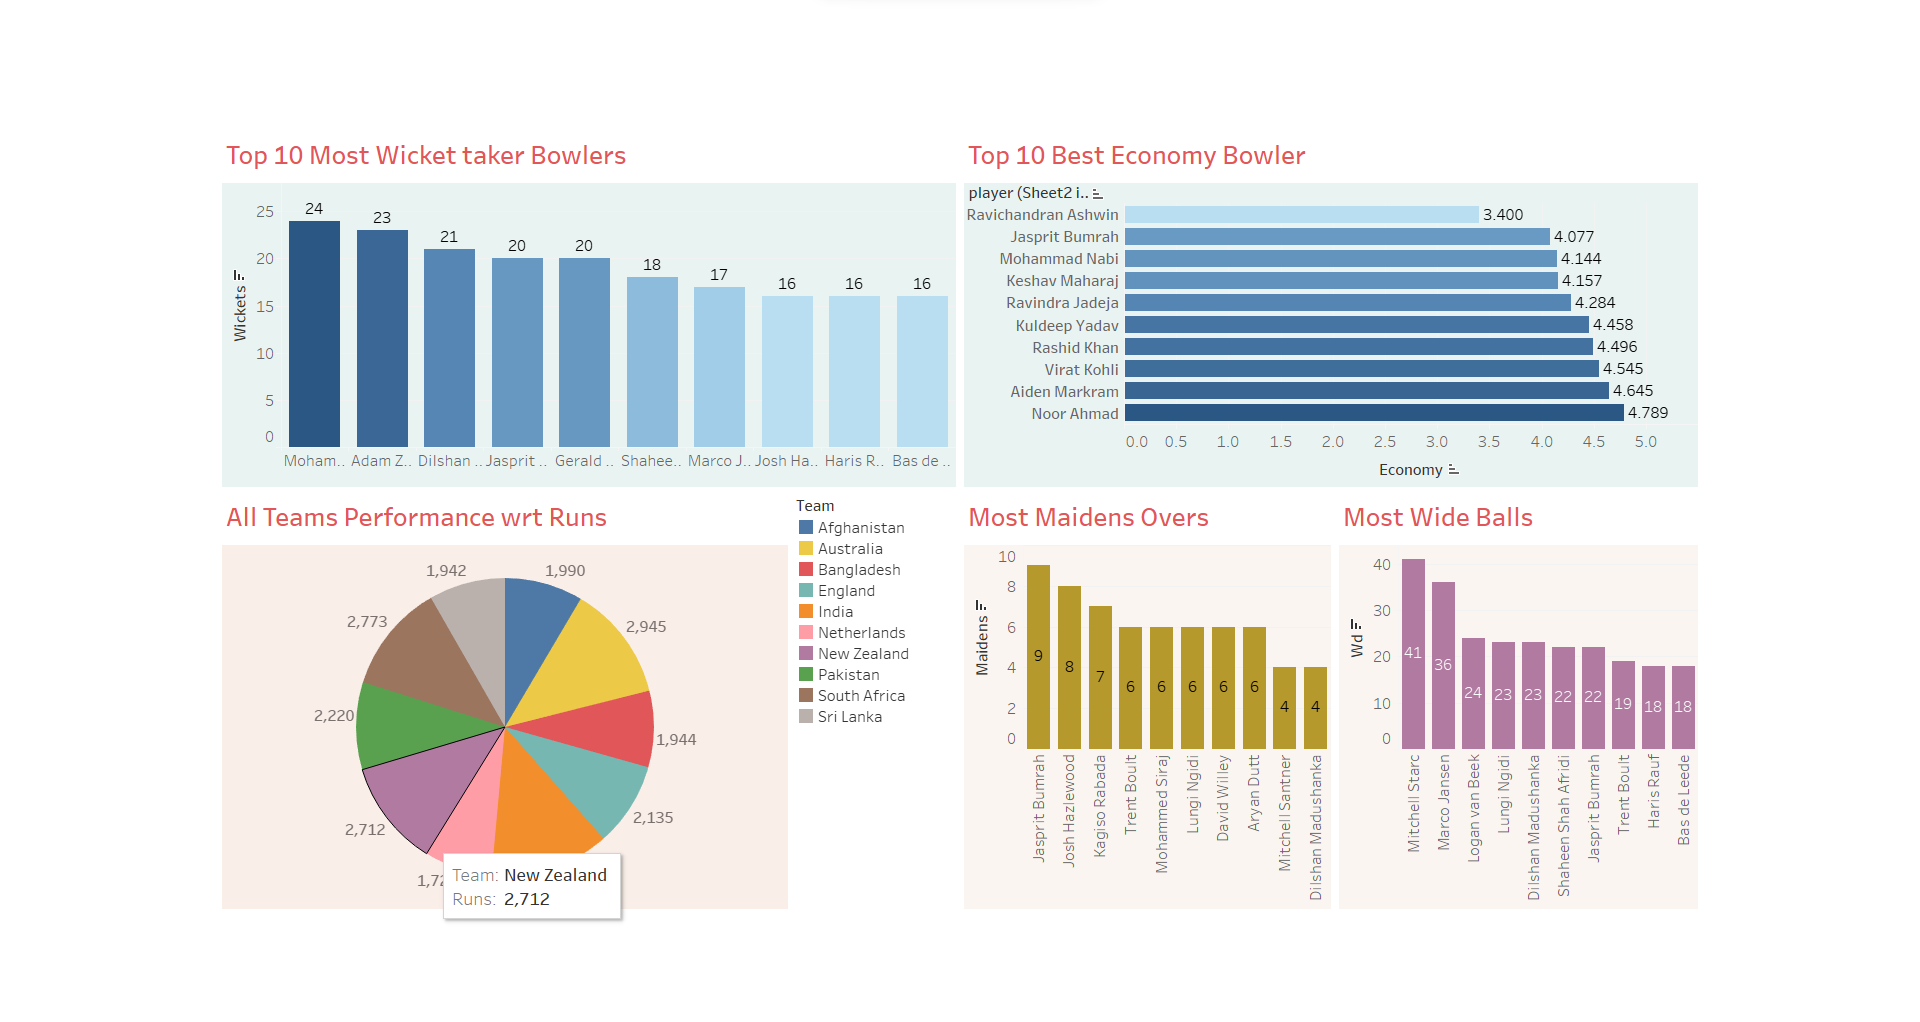 Top 10 Most Wicket taker Bowlers
Wickets
25
20
15
10
5
0
24
23
21
20
20
18
17
16
16
16
Moham..
Adam Z..
Dilshan ..
Jasprit ..
Gerald ..
Shahee..
Marco J..
Josh Ha..
Haris R..
Bas de ..
Top 10 Best Economy Bowler
player (Sheet2 i..
Ravichandran Ashwin 3.400
Jasprit Bumrah 4.077
Mohammad Nabi 4.144
Keshav Maharaj 4.157
Ravindra Jadeja 4.284
Kuldeep Yadav 4.458
Rashid Khan 4.496
Virat Kohli 4.545
Aiden Markram 4.645
Noor Ahmad 4.789
0.0 0.5 1.0 1.5 2.0 2.5 3.0 3.5 4.0 4.5 5.0
Economy
All Teams Performance wrt Runs
1,990
2,945
1,944
2,135
2,712
2,220
2,773
1,942
Team: New Zealand
Runs: 2,712
Team
Afghanistan
Australia
Bangladesh
England
India
Netherlands
New Zealand
Pakistan
South Africa
Sri Lanka
Most Maidens Overs
Maidens
10
8
6
4
2
0
9
8
7
6
6
6
6
6
4
4
Jasprit Bumrah
Josh Hazlewood
Kagiso Rabada
Trent Boult
Mohammed Siraj
Lungi Ngidi
David Willey
Aryan Dutt
Mitchell Santner
Dilshan Madushanka
Most Wide Balls
Wd
40
30
20
10
0
41
36
24
23
23
22
22
19
18
18
Mitchell Starc
Marco Jansen
Logan van Beek
Lungi Ngidi
Dilshan Madushanka
Shaheen Shah Afridi
Jasprit Bumrah
Trent Boult
Haris Rauf
Bas de Leede